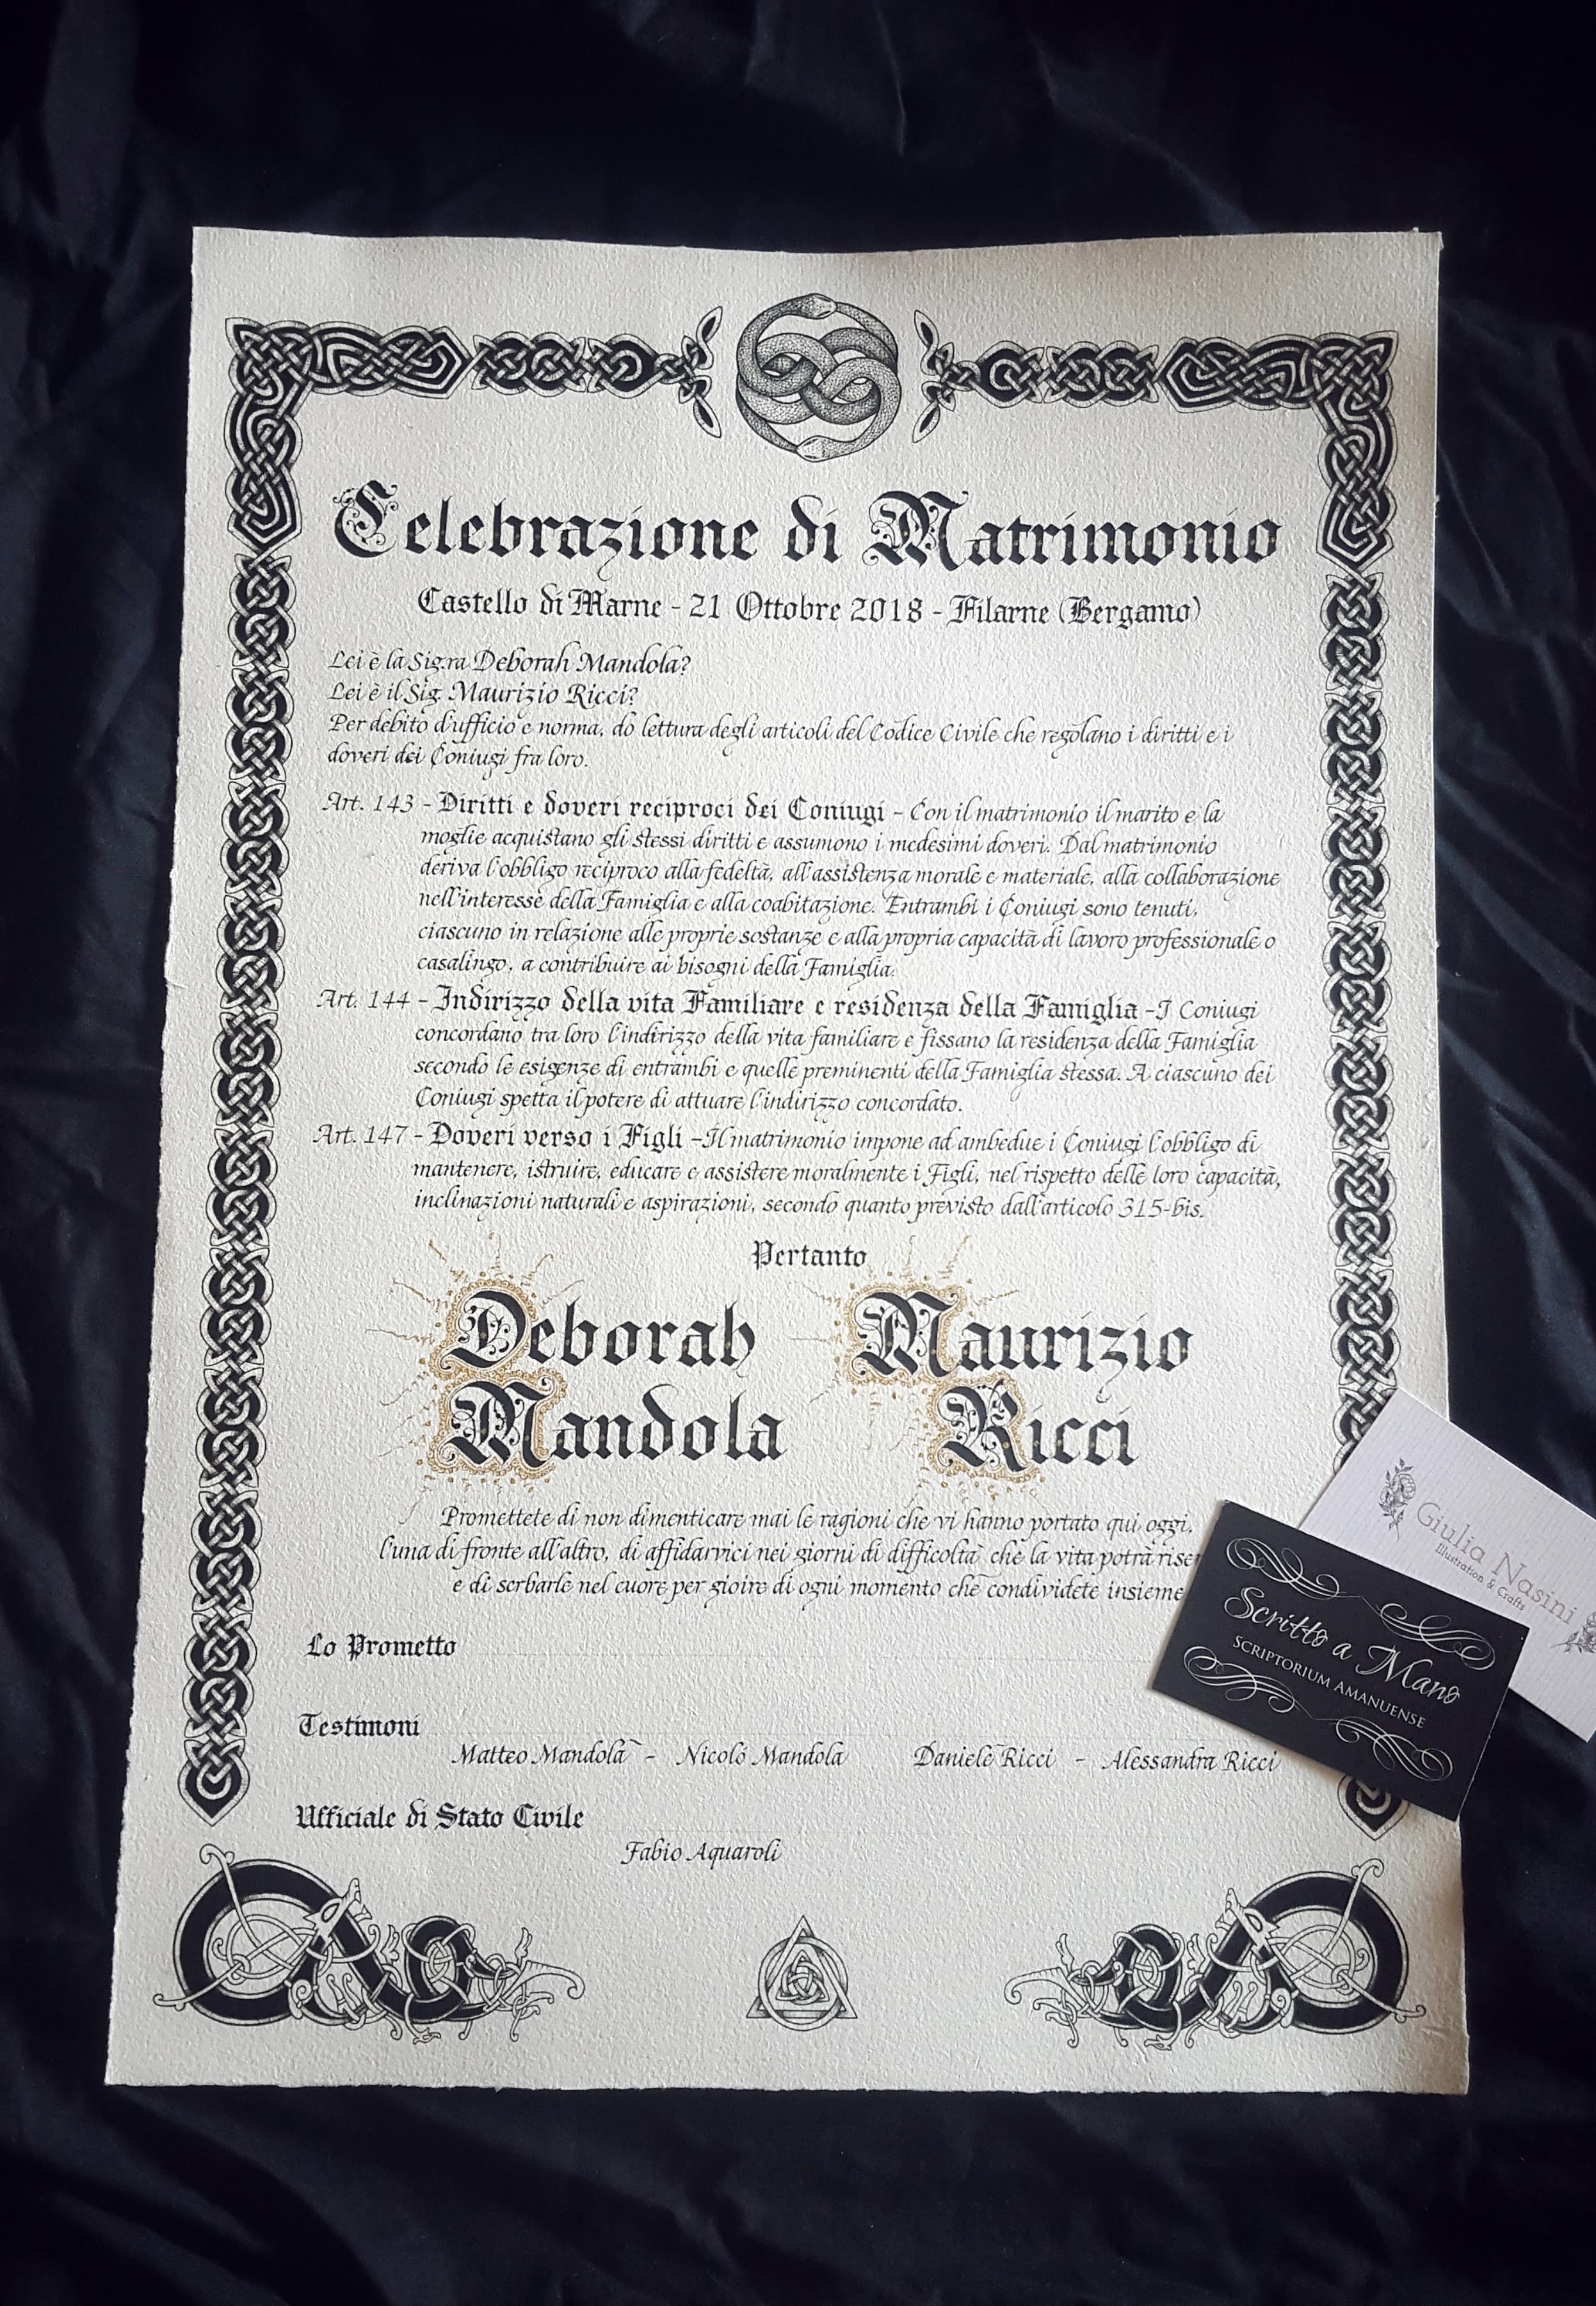 Celebrazione di Matrimonio
Castello di Marne - 21 Ottobre 2018 - Filarne (Bergamo)
Lei è la Sig.ra Deborah Mandola?
Lei è il Sig. Maurizio Ricci?
Per debito d'ufficio e norma, dò lettura degli articoli del Codice Civile che regolano i diritti e i
doveri dei Coniugi fra loro.
Art. 143 - Diritti e doveri reciproci dei Coniugi - Con il matrimonio il marito e la
moglie acquistano gli stessi diritti e assumono i medesimi doveri. Dal matrimonio
deriva l'obbligo reciproco alla fedeltà, all'assistenza morale e materiale, alla collaborazione
nell'interesse della Famiglia e alla coabitazione. Entrambi i Coniugi sono tenuti,
ciascuno in relazione alle proprie sostanze e alla propria capacità di lavoro professionale o
casalingo, a contribuire ai bisogni della Famiglia.
Art. 144 - Indirizzo della vita Familiare e residenza della Famiglia - I Coniugi
concordano tra loro l'indirizzo della vita familiare e fissano la residenza della Famiglia
secondo le esigenze di entrambi e quelle preminenti della Famiglia stessa. A ciascuno dei
Coniugi spetta il potere di attuare l'indirizzo concordato.
Art. 147 - Doveri verso i Figli - Il matrimonio impone ad ambedue i Coniugi l'obbligo di
mantenere, istruire, educare e assistere moralmente i Figli, nel rispetto delle loro capacità,
inclinazioni naturali e aspirazioni, secondo quanto previsto dall'articolo 315-bis.
Pertanto
Deborah Maurizio
Mandola Ricci
Promettete di non dimenticare mai le ragioni che vi hanno portato qui oggi,
l'una di fronte all'altro, di affidarvici nei giorni di difficoltà che la vita potrà riser
e di serbarle nel cuore per gioire di ogni momento che condividete insieme
Lo Prometto
Testimoni
Matteo Mandola - Nicolò Mandola Daniele Ricci - Alessandra Ricci
Ufficiale di Stato Civile
Fabio Aquaroli
Giulia Nasini
Illustration & Crafts
Scritto a Mano
SCRIPTORIUM AMANUENSE